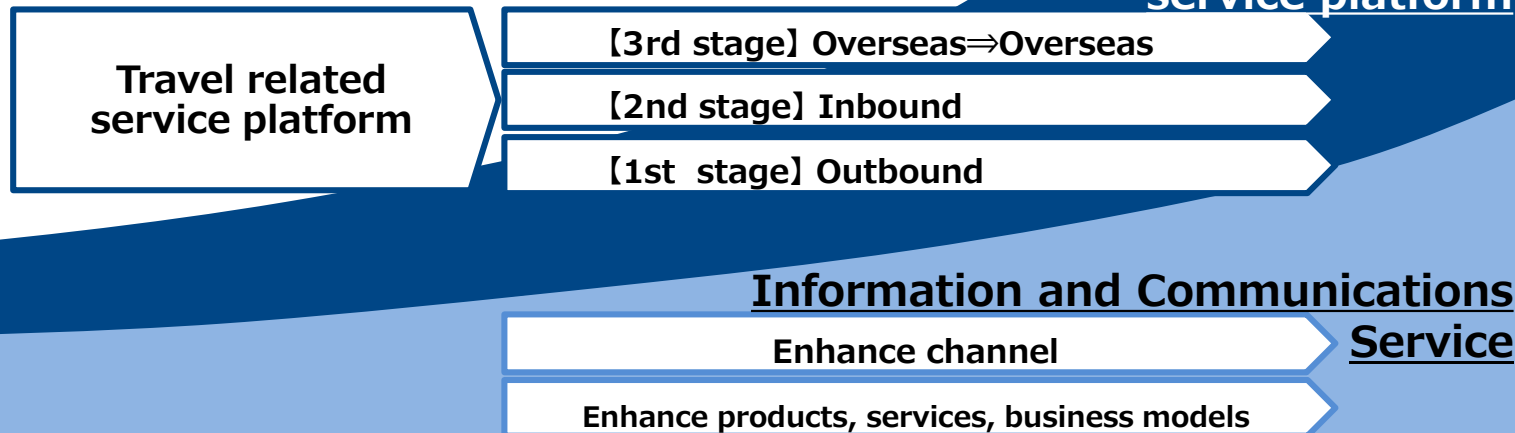 service platform
【3rd stage】 Overseas⇒Overseas
Travel related
service platform
【2nd stage】 Inbound
【1st  stage】 Outbound
Information and Communications
Service
Enhance channel
Enhance products, services, business models